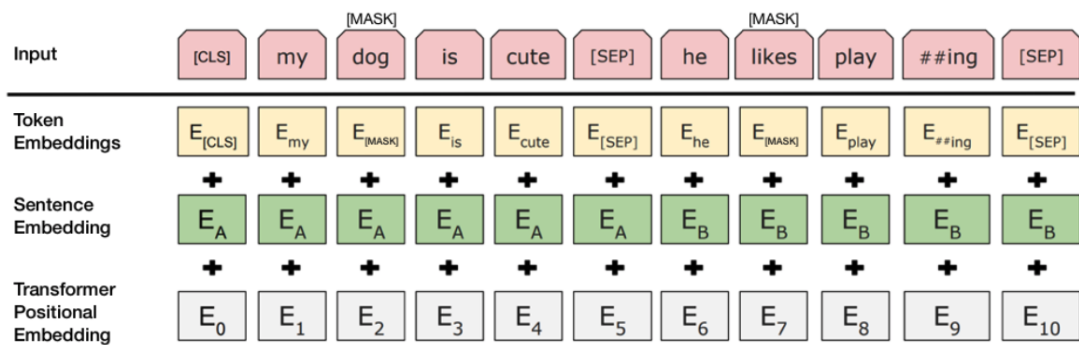 [MASK] [MASK]
Input [CLS] my dog is cute [SEP] he likes play ##ing [SEP]
Token
Embeddings
E[CLS] Emy E[MASK] Eis Ecute E[SEP] Ehe E[MASK] Eplay E##ing E[SEP]
+ + + + + + + + + + +
Sentence
Embedding
EA EA EA EA EA EA EB EB EB EB EB
+ + + + + + + + + + +
Transformer
Positional
Embedding
E0 E1 E2 E3 E4 E5 E6 E7 E8 E9 E10